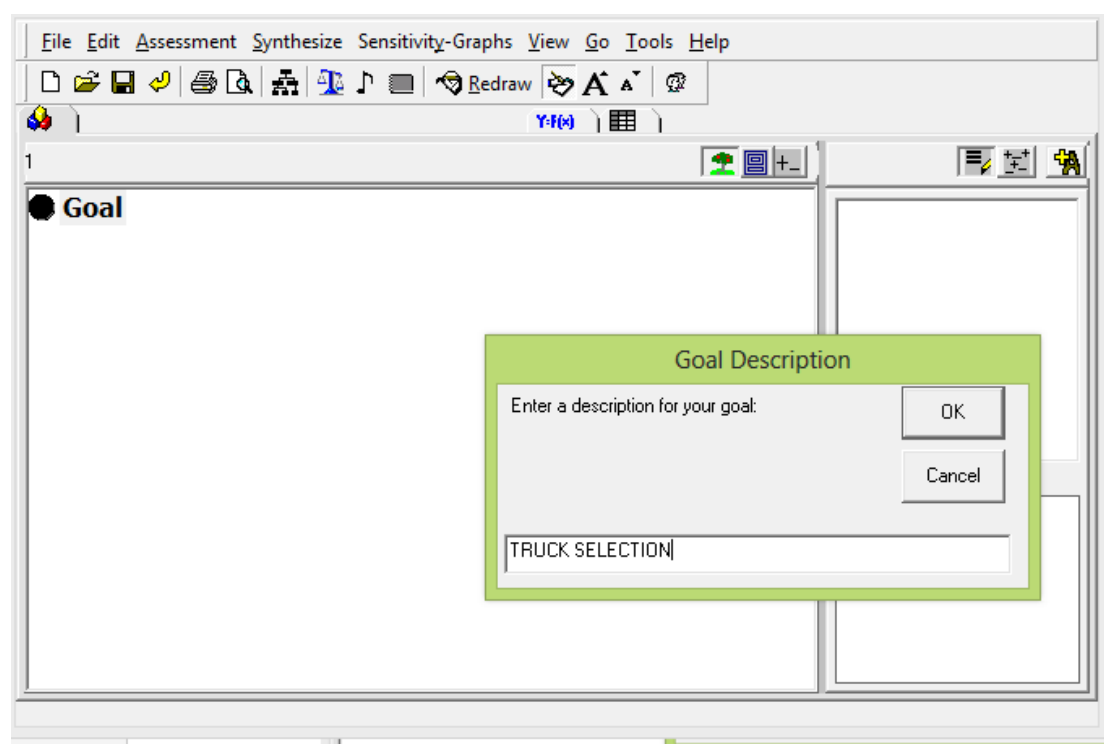 File Edit Assessment Synthesize Sensitivity-Graphs View Go Tools Help
Redraw A A
Y=F(x)
1
+_
Goal
Goal Description
Enter a description for your goal:
OK
Cancel
TRUCK SELECTION